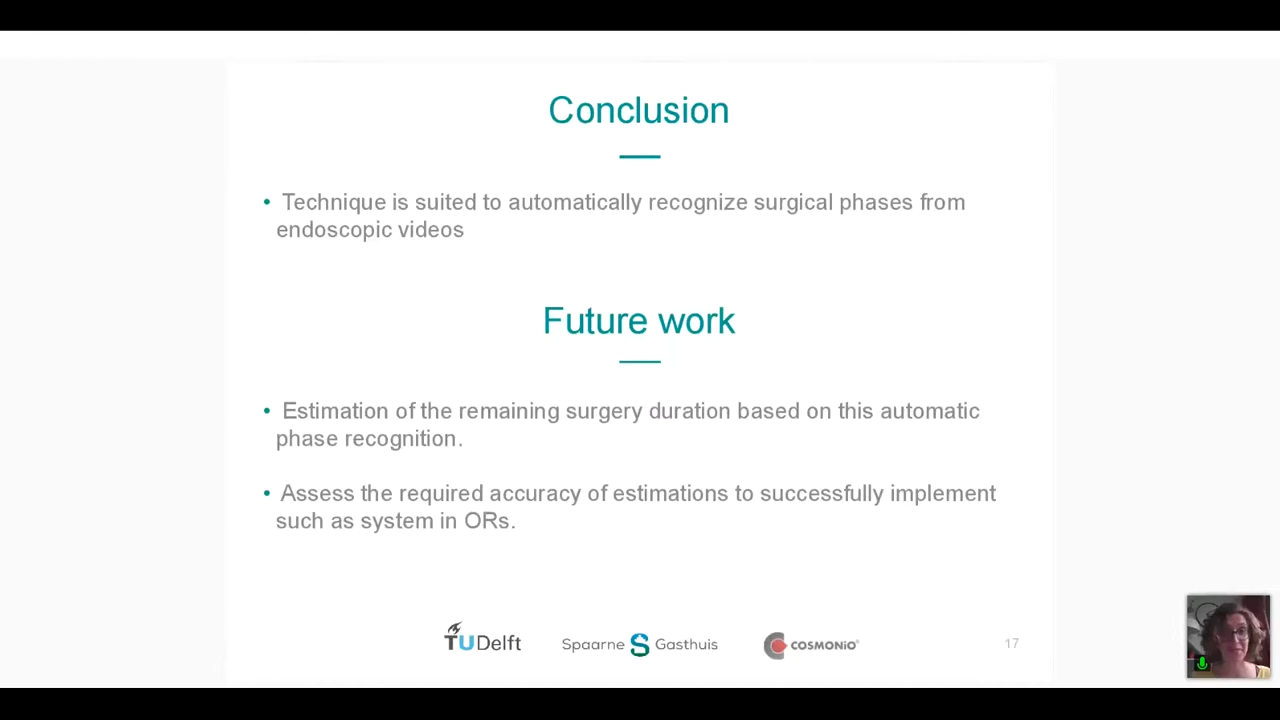 Conclusion
• Technique is suited to automatically recognize surgical phases from
endoscopic videos
Future work
• Estimation of the remaining surgery duration based on this automatic
phase recognition.
• Assess the required accuracy of estimations to successfully implement
such as system in ORs.
TUDelft Spaarne Gasthuis COSMONiO® 17